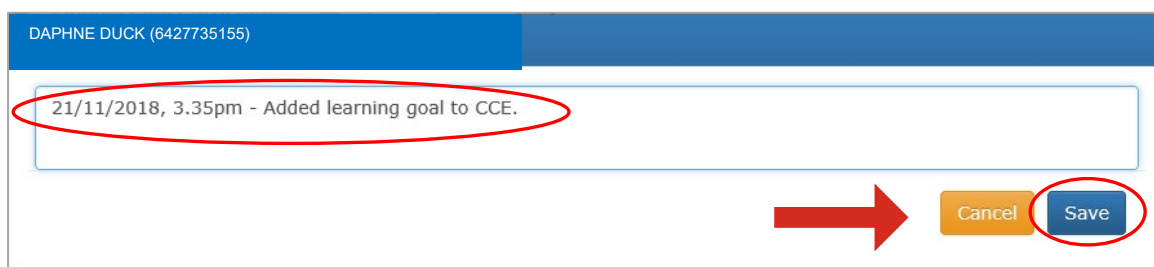 DAPHNE DUCK (6427735155)
21/11/2018, 3.35pm - Added learning goal to CCE.
Cancel Save